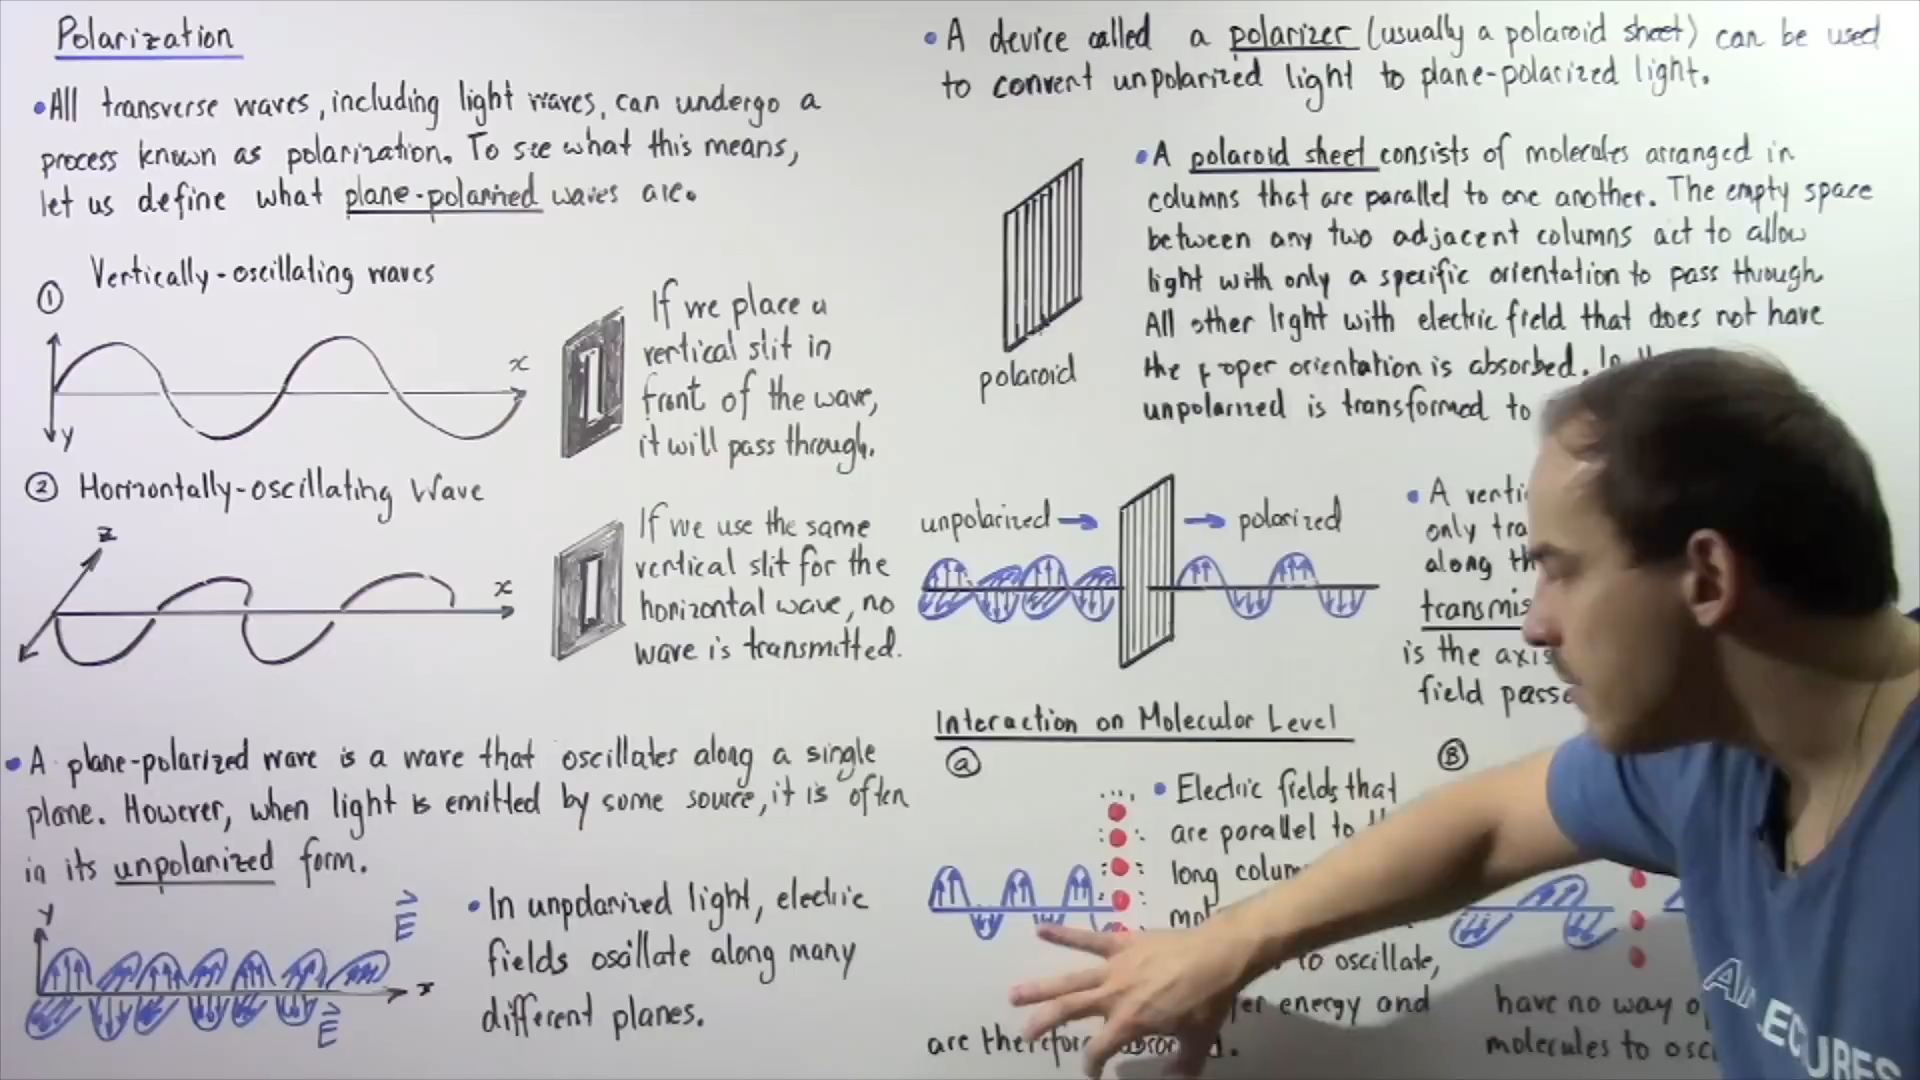 Polarization
•All transverse waves, including light waves, can undergo a
process known as polarization. To see what this means,
let us define what plane-polarized waves are.
① Vertically-oscillating waves
x
y
If we place a
vertical slit in
front of the wave,
it will pass through.
② Horizontally-oscillating Wave
z
x
If we use the same
vertical slit for the
horizontal wave, no
wave is transmitted.
• A plane-polarized wave is a wave that oscillates along a single
plane. However, when light is emitted by some source, it is often
in its unpolarized form.
y
E
x
E
• In unpolarized light, electric
fields oscillate along many
different planes.
• A device called a polarizer (usually a polaroid sheet) can be used
to convert unpolarized light to plane-polarized light.
polaroid
• A polaroid sheet consists of molecules arranged in
columns that are parallel to one another. The empty space
between any two adjacent columns act to allow
light with only a specific orientation to pass through.
All other light with electric field that does not have
the proper orientation is absorbed. In
unpolarized is transformed to
unpolarized → → polarized
• A
only
along
is the axis
field
Interaction on Molecular Level
ⓐ
• Electric fields that
are parallel to
long
to oscillate,
energy and
are
Ⓑ
have no way
molecules to